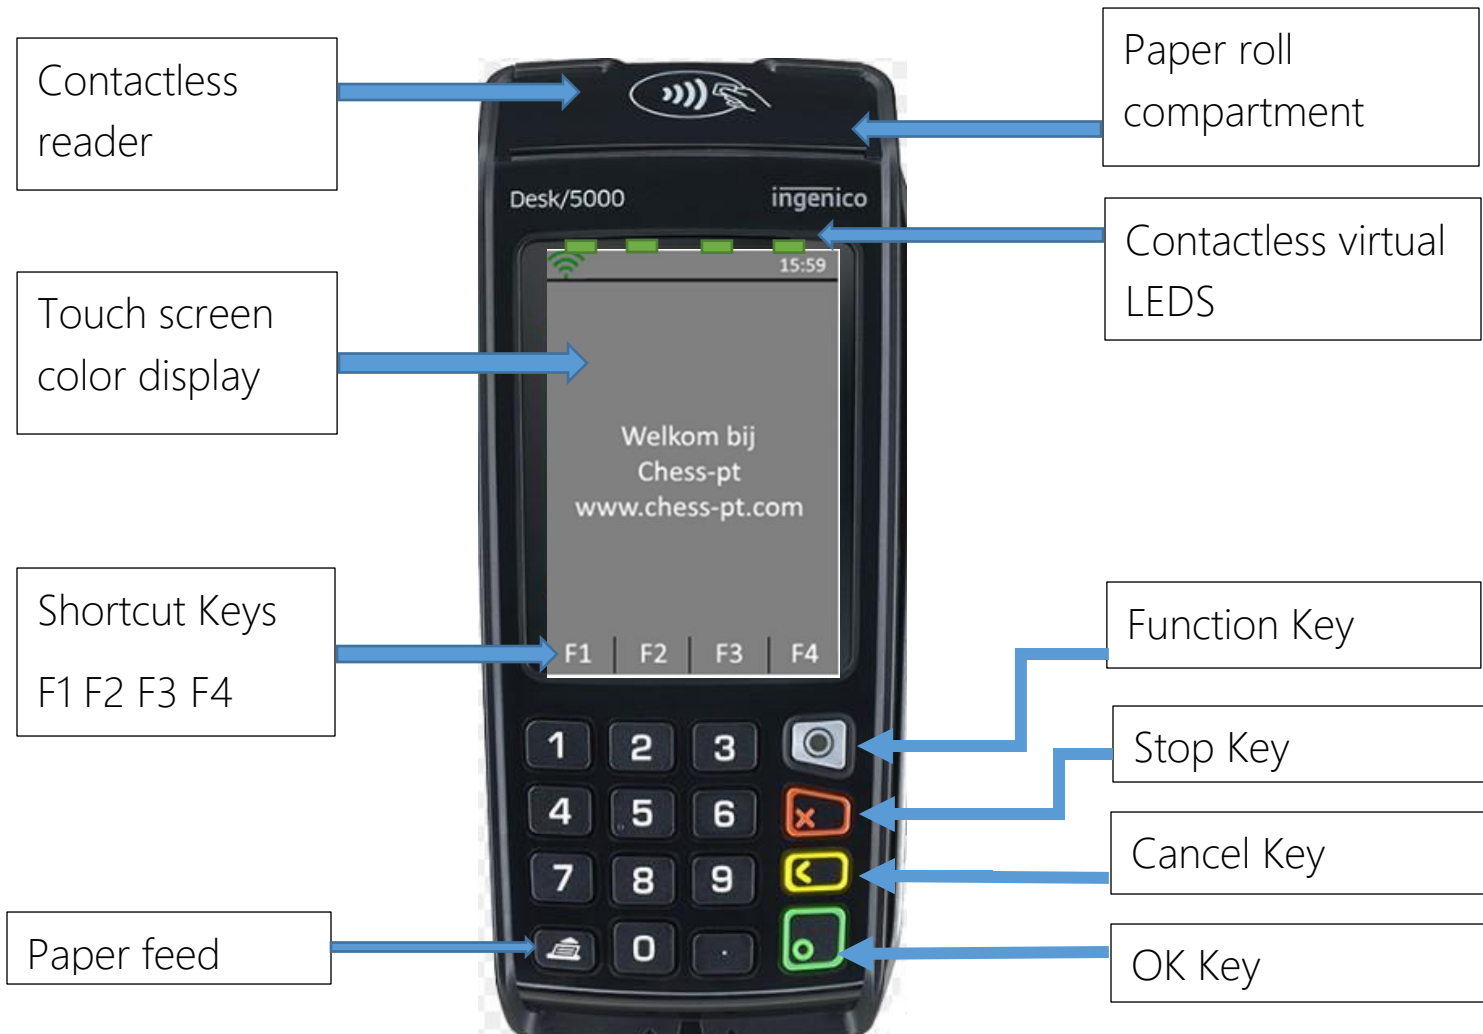 Contactless
reader
Paper roll
compartment
Desk/5000
ingenico
Contactless virtual
LEDS
15:59
Touch screen
color display
Welkom bij
Chess-pt
www.chess-pt.com
Shortcut Keys
F1 F2 F3 F4
F1 F2 F3 F4
Function Key
Stop Key
Cancel Key
OK Key
Paper feed
1 2 3
4 5 6
7 8 9
0 .